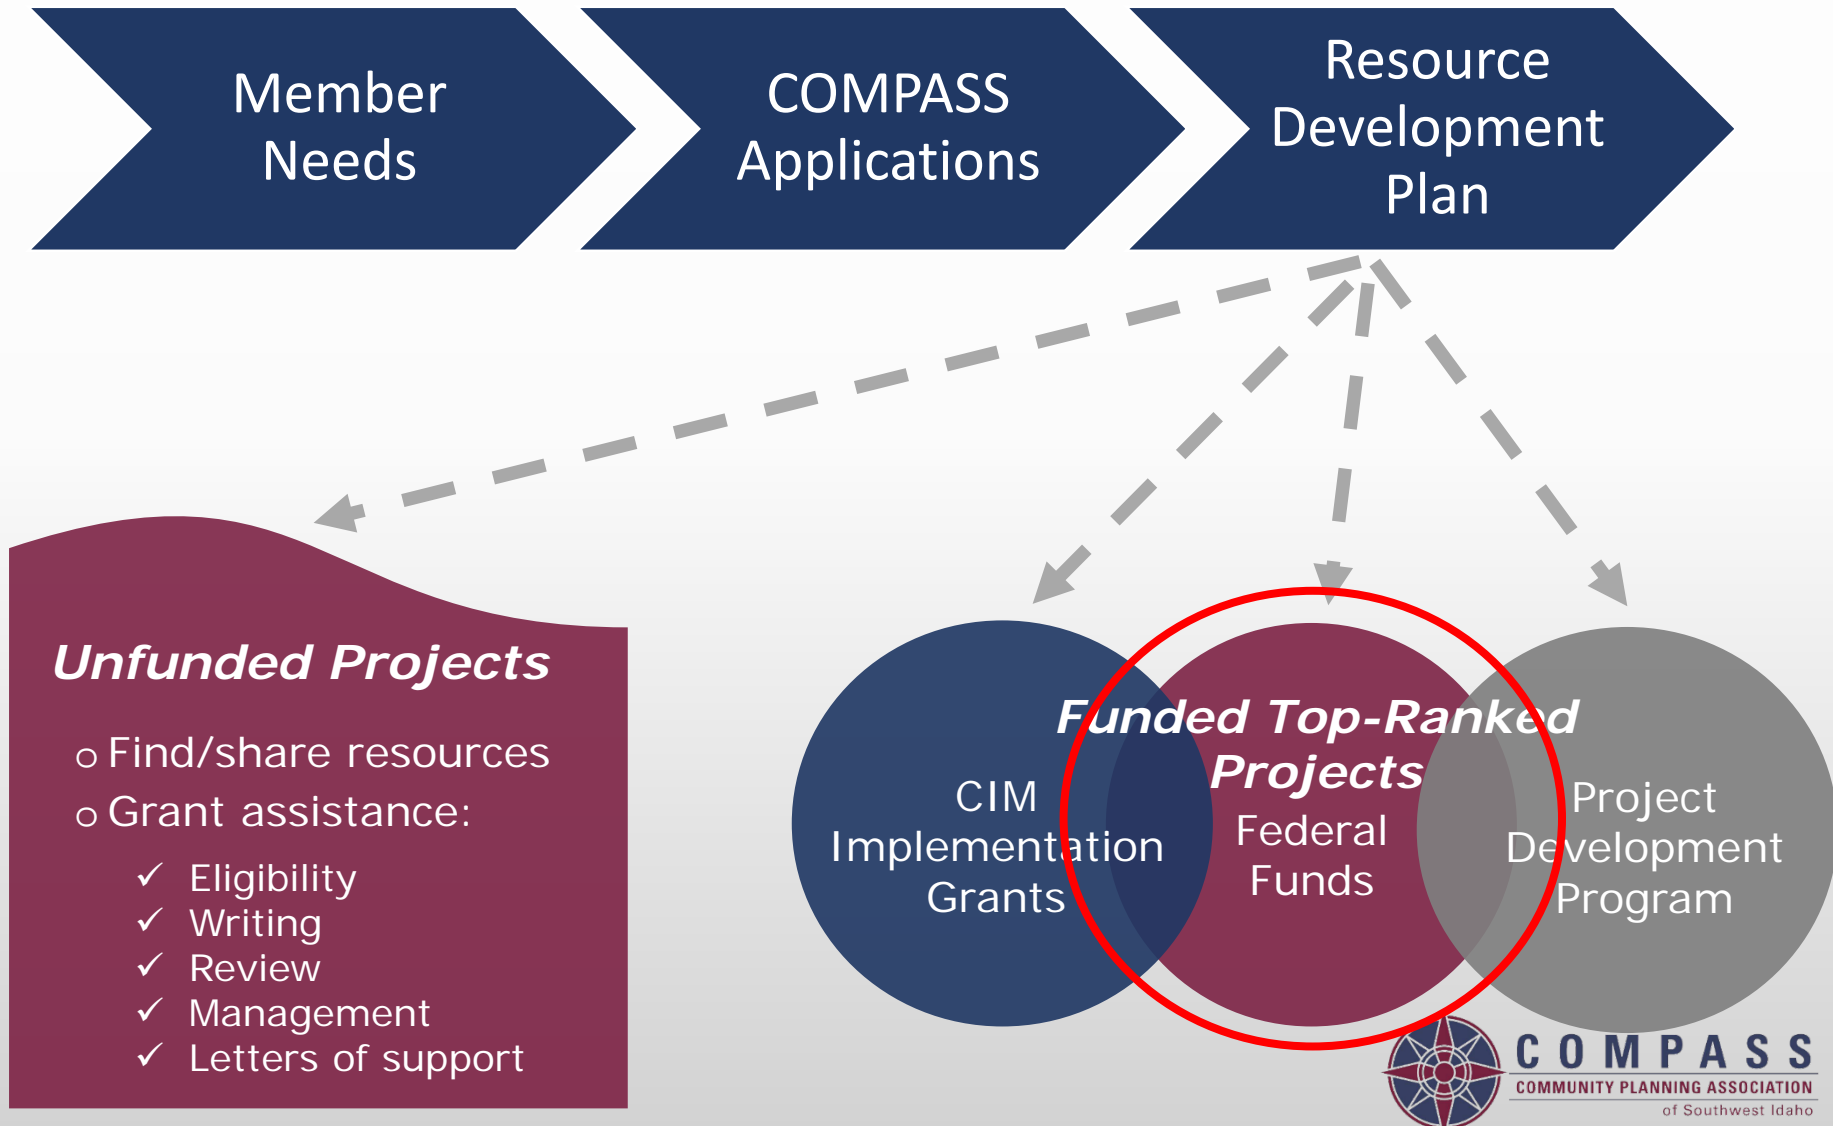 Member
Needs
COMPASS
Applications
Resource
Development
Plan
Unfunded Projects
o Find/share resources
o Grant assistance:
✓ Eligibility
✓ Writing
✓ Review
✓ Management
✓ Letters of support
Funded Top-Ranked
Projects
CIM
Implementation
Grants
Federal
Funds
Project
Development
Program
COMPASS
COMMUNITY PLANNING ASSOCIATION
of Southwest Idaho